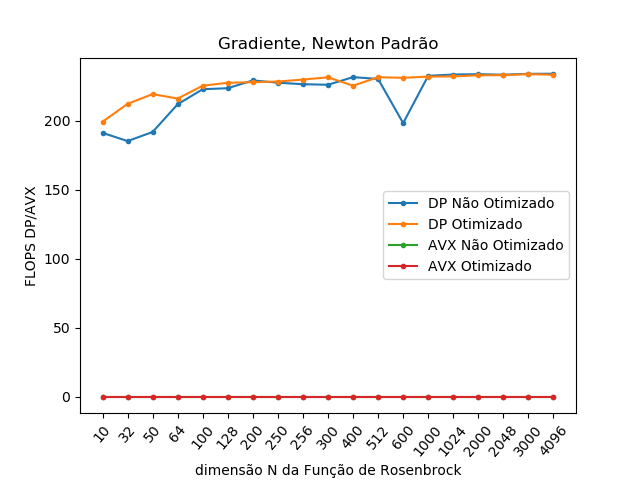 Gradiente, Newton Padrão
FLOPS DP/AVX
200
150
100
50
0
DP Não Otimizado
DP Otimizado
AVX Não Otimizado
AVX Otimizado
10 32 50 64 100 128 200 250 256 300 400 512 600 1000 1024 2000 2048 3000 4096
dimensão N da Função de Rosenbrock